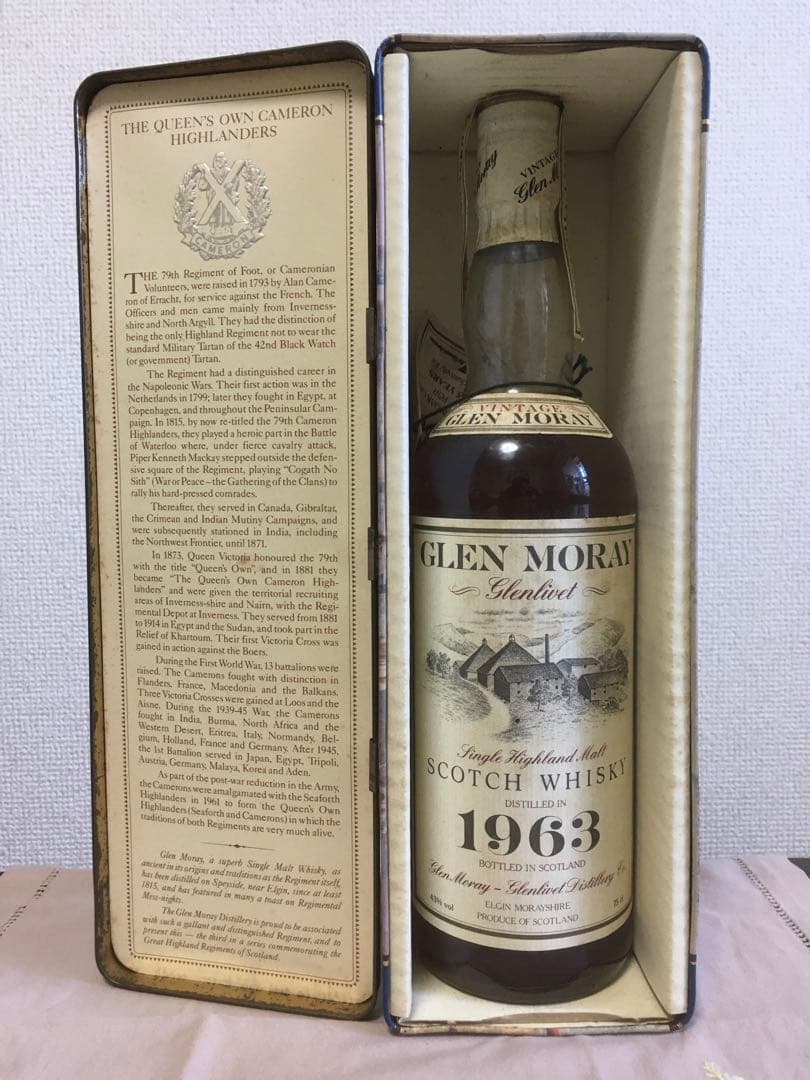 THE QUEEN'S OWN CAMERON
HIGHLANDERS
CAMERON
THE 79th Regiment of Foot, or Cameronian
Volunteers, were raised in 1793 by Alan Came-
ron of Erracht, for service against the French. The
Officers and men came mainly from Inverness-
shire and North Argyll. They had the distinction of
being the only Highland Regiment not to wear the
standard Military Tartan of the 42nd Black Watch
(or government) Tartan.
The Regiment had a distinguished career in
the Napoleonic Wars. Their first action was in the
Netherlands in 1799; later they fought in Egypt, at
Copenhagen, and throughout the Peninsular Cam-
paign. In 1815, by now re-titled the 79th Cameron
Highlanders, they played a heroic part in the Battle
of Waterloo where, under fierce cavalry attack,
Piper Kenneth Mackay stepped outside the defen-
sive square of the Regiment, playing "Cogath No
Sith" (War or Peace – the Gathering of the Clans) to
rally his hard-pressed comrades.
Thereafter, they served in Canada, Gibraltar,
the Crimean and Indian Mutiny Campaigns, and
were subsequently stationed in India, including
the Northwest Frontier, until 1871.
In 1873, Queen Victoria honoured the 79th
with the title "Queen's Own", and in 1881 they
became "The Queen's Own Cameron High-
landers" and were given the territorial recruiting
areas of Inverness-shire and Nairn, with the Regi-
mental Depot at Inverness. They served from 1881
to 1914 in Egypt and the Sudan, and took part in the
Relief of Khartoum. Their first Victoria Cross was
gained in action against the Boers.
During the First World War, 13 battalions were
raised. The Camerons fought with distinction in
Flanders, France, Macedonia and the Balkans.
Three Victoria Crosses were gained at Loos and the
Aisne. During the 1939-45 War, the Camerons
fought in India, Burma, North Africa and the
Western Desert, Eritrea, Italy, Normandy, Bel-
gium, Holland, France and Germany. After 1945,
the 1st Battalion served in Japan, Egypt, Tripoli,
Austria, Germany, Malaya, Korea and Aden.
As part of the post-war reduction in the Army,
the Camerons were amalgamated with the Seaforth
Highlanders in 1961 to form the Queen's Own
Highlanders (Seaforth and Camerons) in which the
traditions of both Regiments are very much alive.
Glen Moray, a superb Single Malt Whisky, as
ancient in its origins and traditions as the Regiment itself,
has been distilled on Speyside, near Elgin, since at least
1815, and has featured in many a toast on Regimental
Mess-nights.
The Glen Moray Distillery is proud to be associated
with such a gallant and distinguished Regiment, and to
present this — the third in a series commemorating the
Great Highland Regiments of Scotland.
VINTAGE
Glen M
YEARS
VINTAGE
GLEN MORAY
GLEN MORAY
Glenlivet
Single Highland Malt
SCOTCH WHISKY
DISTILLED IN
1963
BOTTLED IN SCOTLAND
Glen Moray – Glenlivet Distillery Co.
43% vol
ELGIN MORAYSHIRE
75 cl
PRODUCE OF SCOTLAND